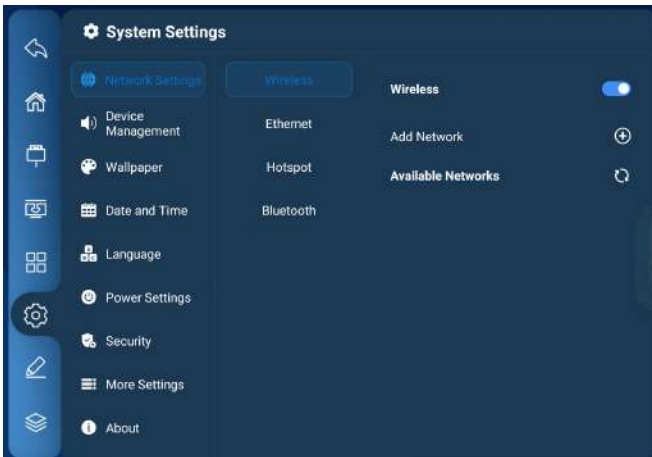 System Settings
Network Settings
Device
Management
Wallpaper
Date and Time
Language
Power Settings
Security
More Settings
About
Wireless
Ethernet
Hotspot
Bluetooth
Wireless
Add Network
Available Networks